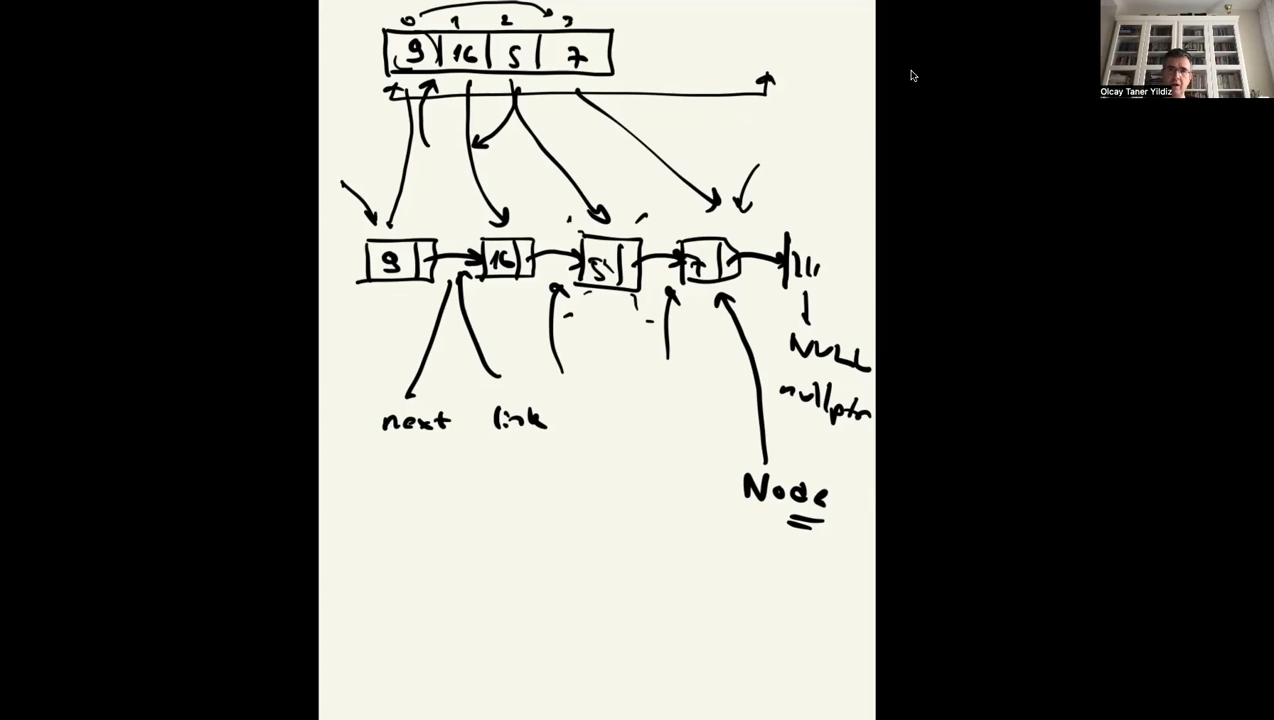 0 1 2 3
9 16 5 7
Olcay Taner Yildiz
9 16 5 7
NULL
nullptr
next link
Node